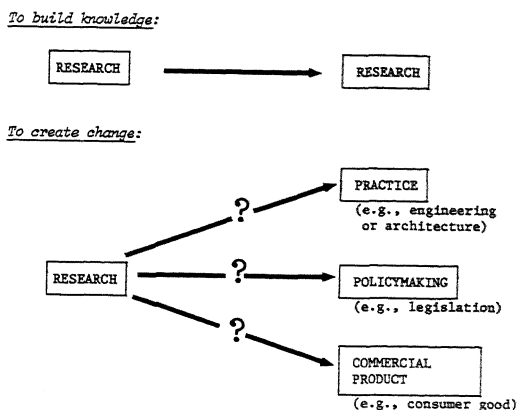 To build knowledge:
RESEARCH
RESEARCH
To create change:
PRACTICE
(e.g., engineering
or architecture)
?
RESEARCH
?
POLICYMAKING
(e.g., legislation)
?
COMMERCIAL
PRODUCT
(e.g., consumer good)